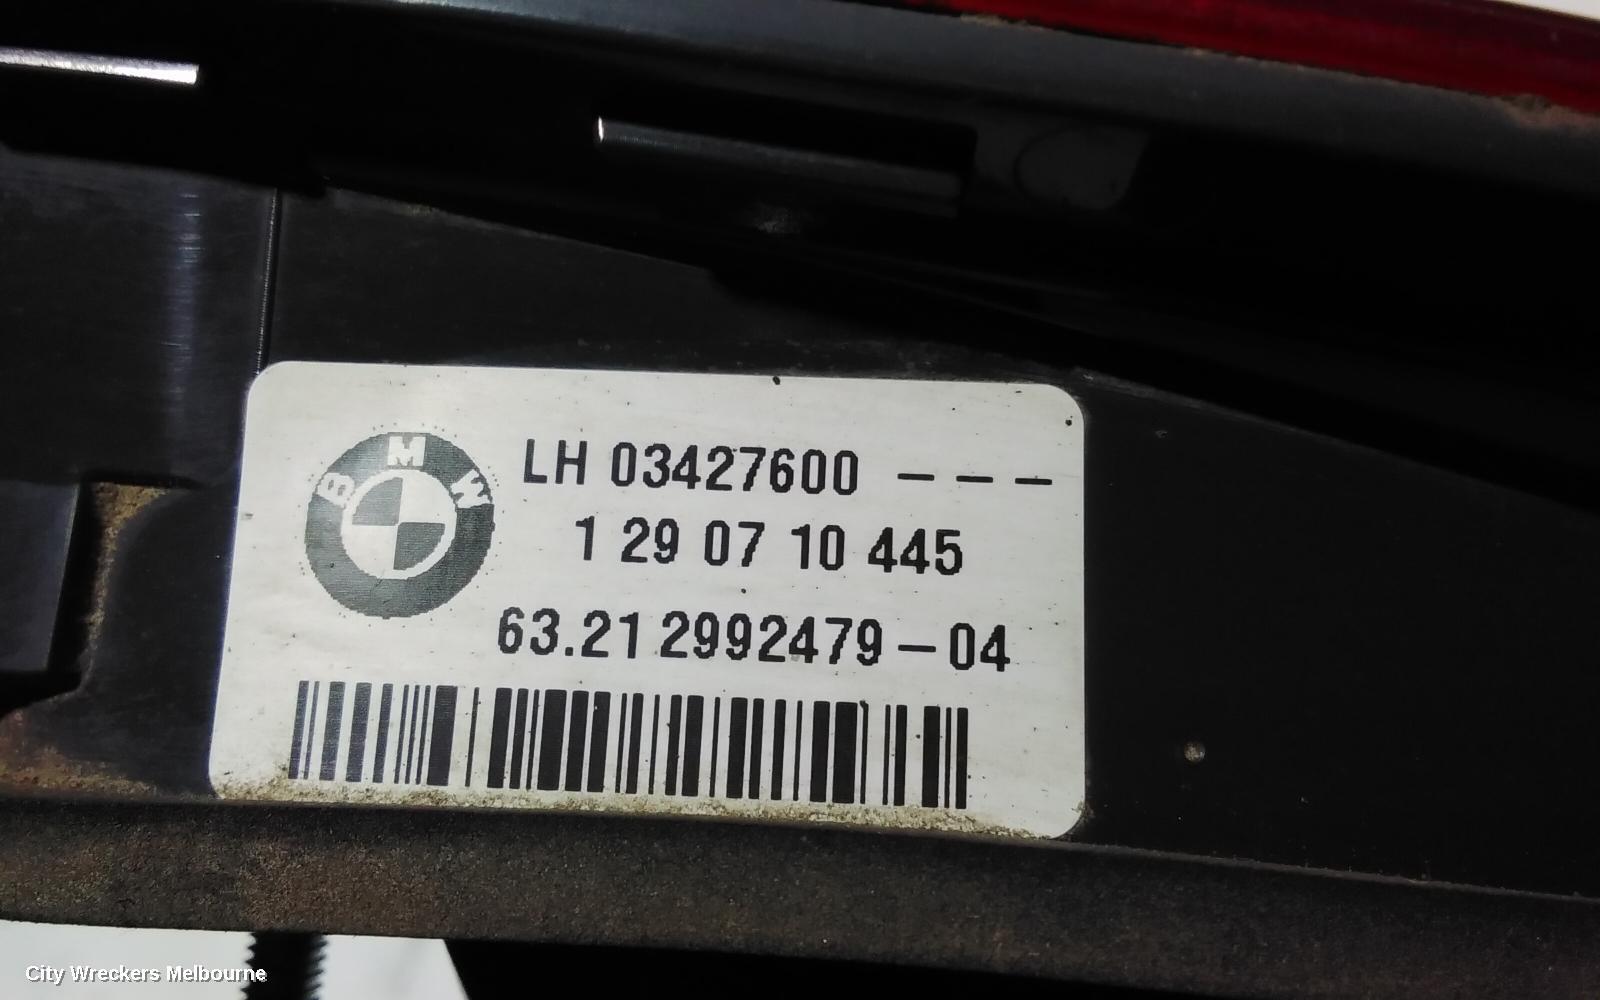 BMW
LH 03427600 – – –
1 29 07 10 445
63.21 2992479 – 04
City Wreckers Melbourne